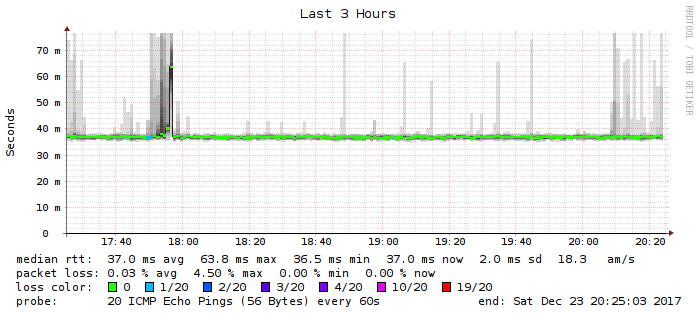 Last 3 Hours
RRDTOOL / TOBI OETIKER
Seconds
70 m
60 m
50 m
40 m
30 m
20 m
10 m
0
17:40 18:00 18:20 18:40 19:00 19:20 19:40 20:00 20:20
median rtt: 37.0 ms avg 63.8 ms max 36.5 ms min 37.0 ms now 2.0 ms sd 18.3 am/s
packet loss: 0.03 % avg 4.50 % max 0.00 % min 0.00 % now
loss color: 0 1/20 2/20 3/20 4/20 10/20 19/20
probe: 20 ICMP Echo Pings (56 Bytes) every 60s end: Sat Dec 23 20:25:03 2017